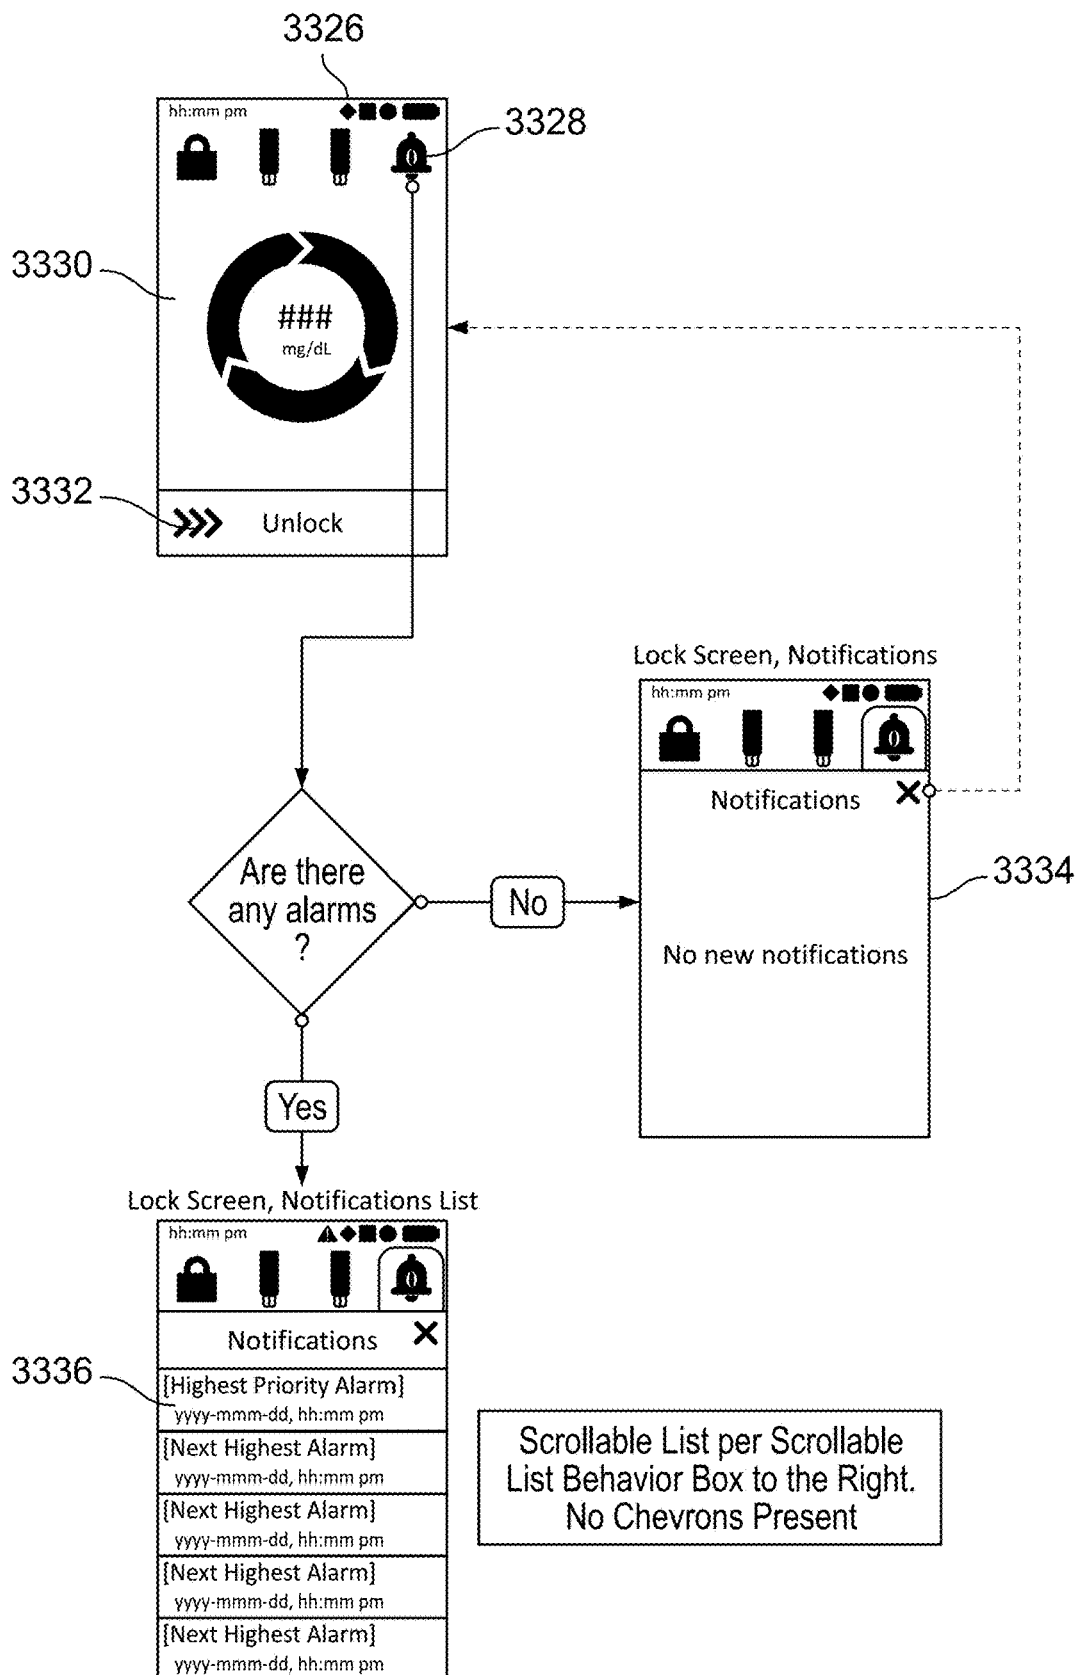 3326
hh:mm pm
0
3328
3330
###
mg/dL
3332
Unlock
Lock Screen, Notifications
hh:mm pm
0
Notifications
3334
No new notifications
Are there
any alarms
?
No
Yes
Lock Screen, Notifications List
hh:mm pm
0
Notifications
3336
[Highest Priority Alarm]
yyyy-mmm-dd, hh:mm pm
[Next Highest Alarm]
yyyy-mmm-dd, hh:mm pm
[Next Highest Alarm]
yyyy-mmm-dd, hh:mm pm
[Next Highest Alarm]
yyyy-mmm-dd, hh:mm pm
[Next Highest Alarm]
yyyy-mmm-dd, hh:mm pm
Scrollable List per Scrollable
List Behavior Box to the Right.
No Chevrons Present